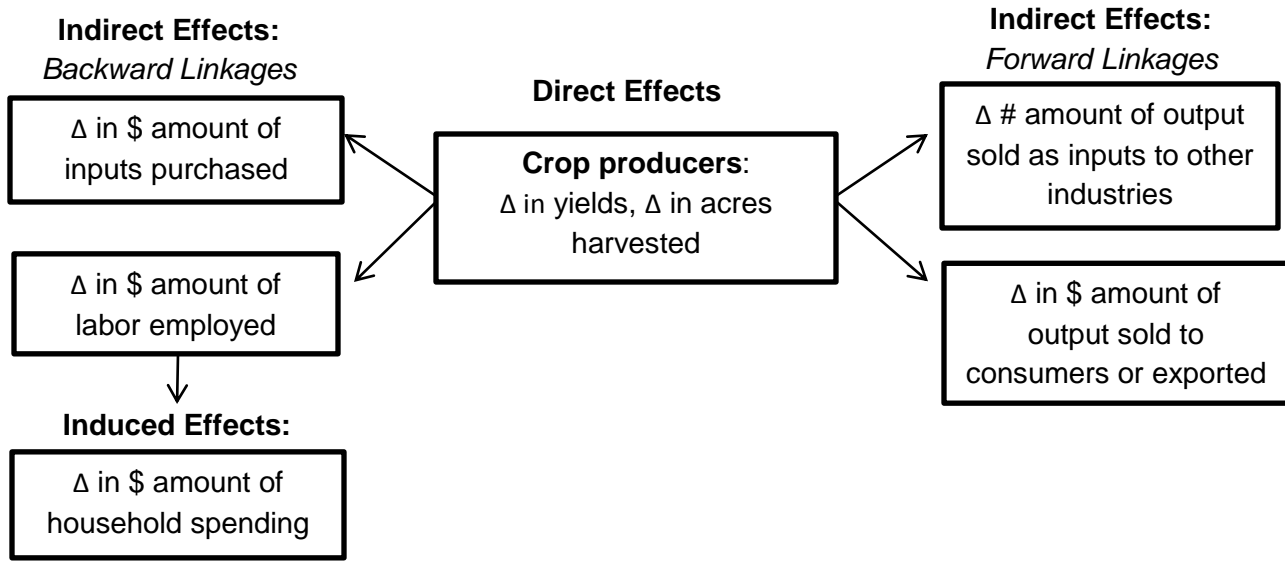 Indirect Effects:
Backward Linkages
Δ in $ amount of
inputs purchased
Δ in $ amount of
labor employed
Induced Effects:
Δ in $ amount of
household spending
Direct Effects
Crop producers:
Δ in yields, Δ in acres
harvested
Indirect Effects:
Forward Linkages
Δ # amount of output
sold as inputs to other
industries
Δ in $ amount of
output sold to
consumers or exported